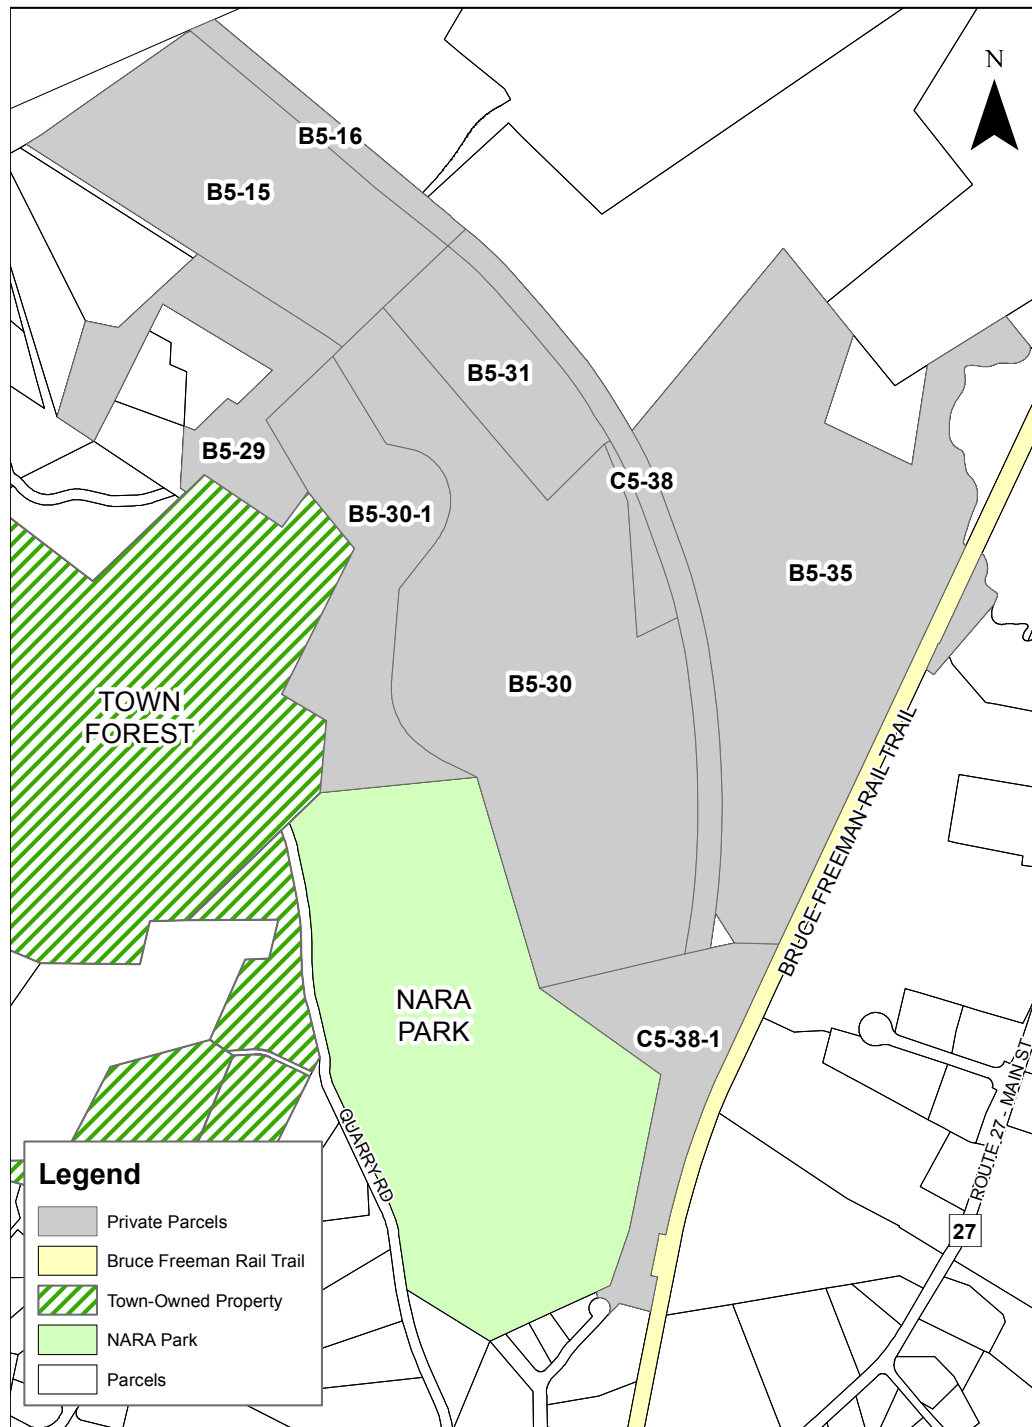 N
B5-16
B5-15
B5-31
B5-29
C5-38
B5-30-1
B5-35
B5-30
TOWN
FOREST
BRUCE-FREEMAN-RAIL-TRAIL
NARA
PARK
C5-38-1
QUARRY-RD
ROUTE 27 - MAIN ST
27
Legend
Private Parcels
Bruce Freeman Rail Trail
Town-Owned Property
NARA Park
Parcels